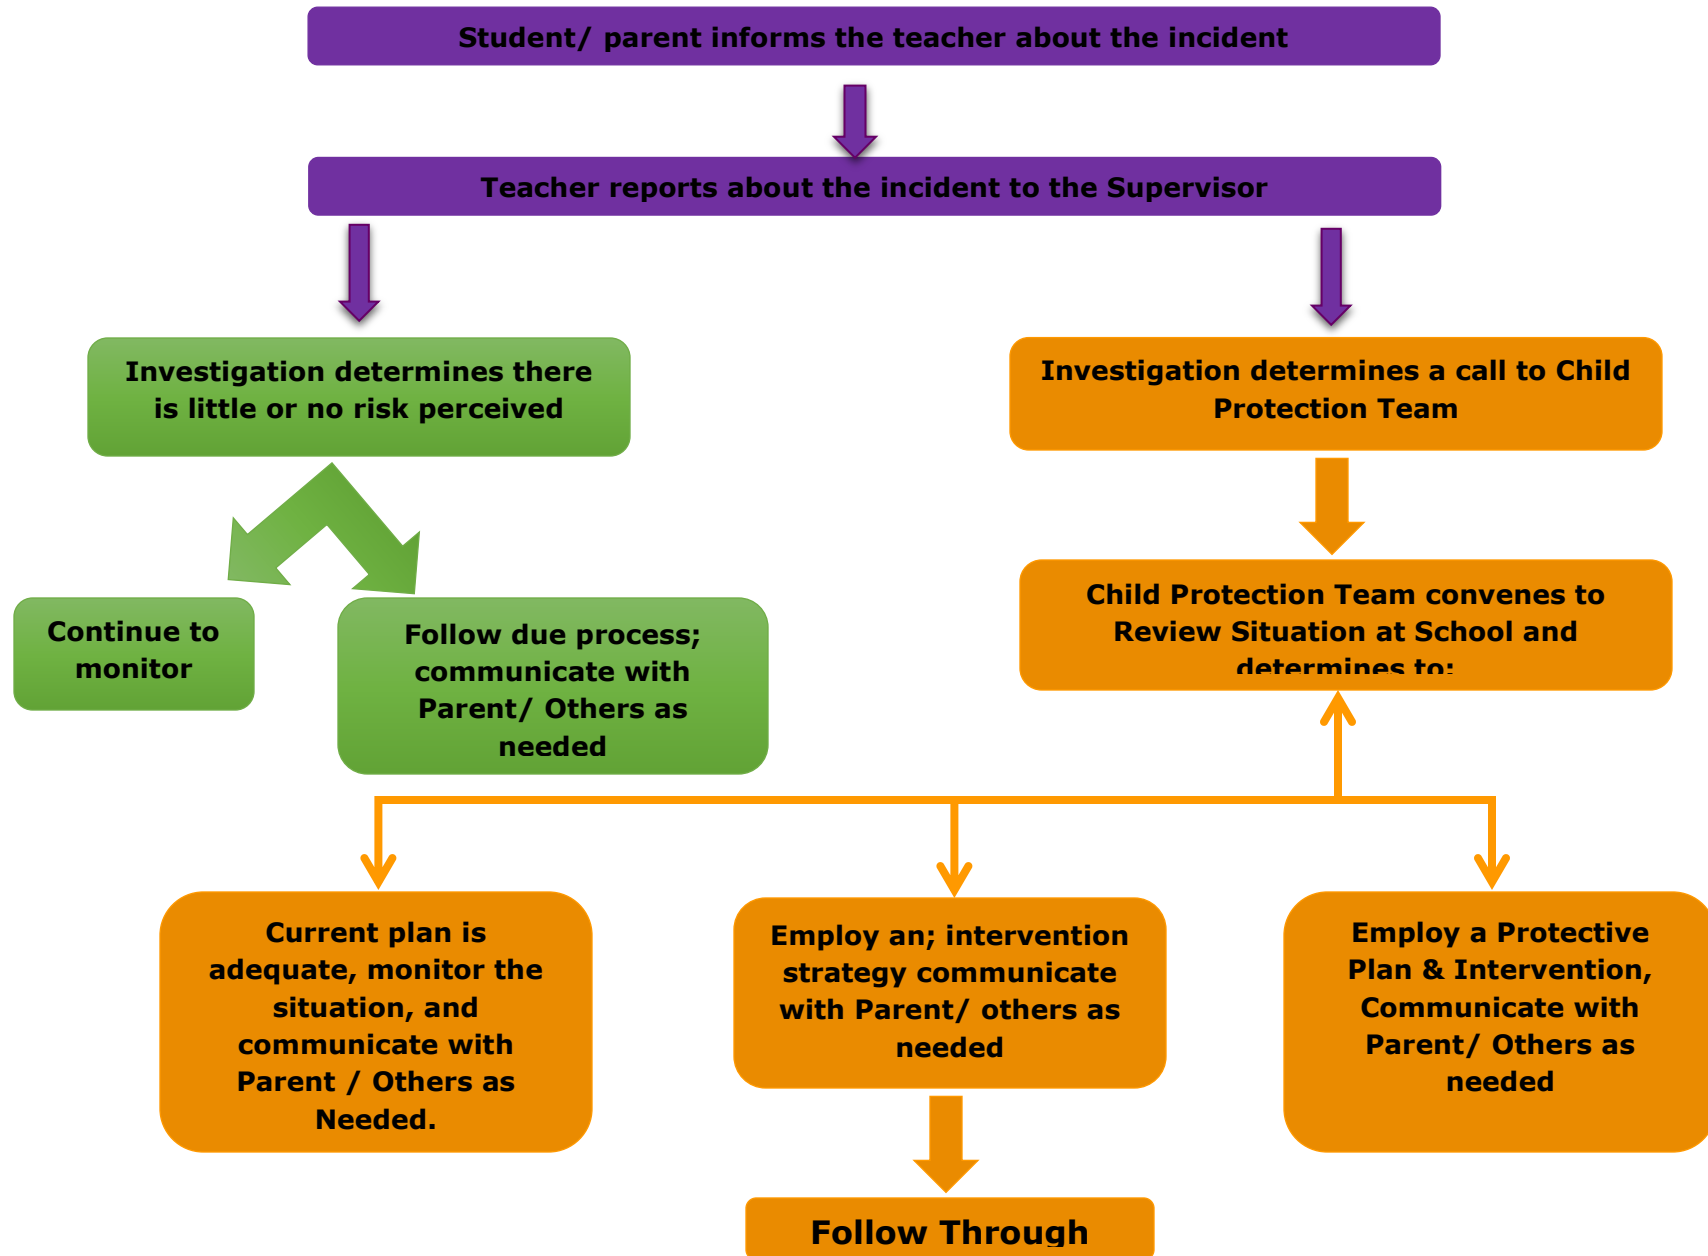 Student/ parent informs the teacher about the incident
Teacher reports about the incident to the Supervisor
Investigation determines there
is little or no risk perceived
Investigation determines a call to Child
Protection Team
Continue to
monitor
Follow due process;
communicate with
Parent/ Others as
needed
Child Protection Team convenes to
Review Situation at School and
determines to:
Current plan is
adequate, monitor the
situation, and
communicate with
Parent / Others as
Needed.
Employ an; intervention
strategy communicate
with Parent/ others as
needed
Employ a Protective
Plan & Intervention,
Communicate with
Parent/ Others as
needed
Follow Through